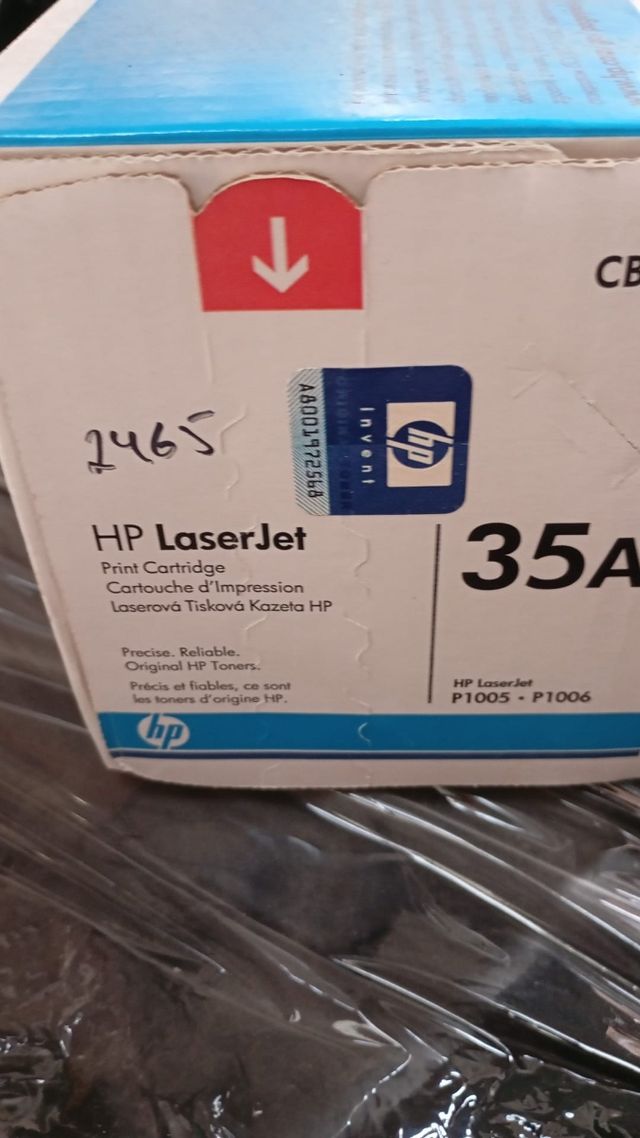 CB
invent
hp
A8001972568
2465
HP LaserJet
35A
Print Cartridge
Cartouche d'Impression
Laserová Tisková Kazeta HP
Precise. Reliable.
Original HP Toners.
Précis et fiables, ce sont
les toners d'origine HP.
HP LaserJet
P1005 • P1006
hp